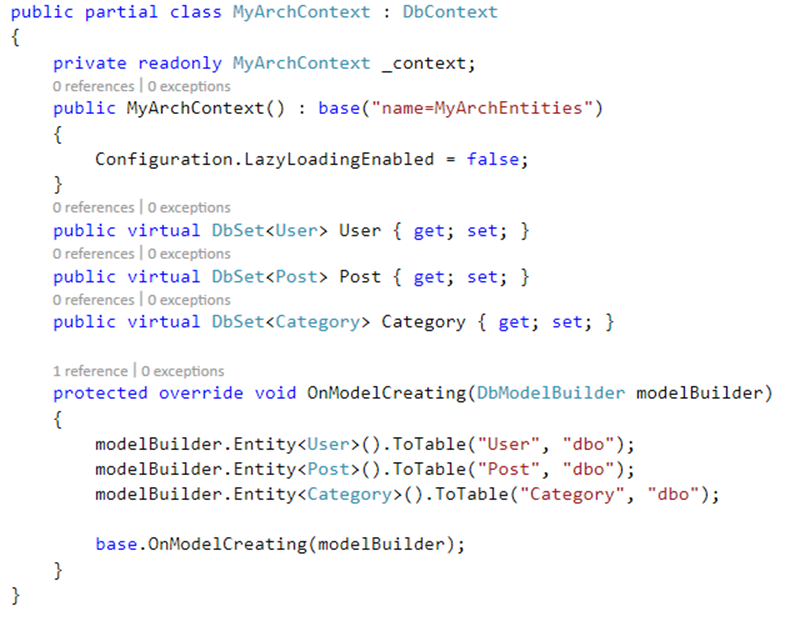 public partial class MyArchContext : DbContext
{
    private readonly MyArchContext _context;
    0 references | 0 exceptions
    public MyArchContext() : base("name=MyArchEntities")
    {
        Configuration.LazyLoadingEnabled = false;
    }
    0 references | 0 exceptions
    public virtual DbSet<User> User { get; set; }
    0 references | 0 exceptions
    public virtual DbSet<Post> Post { get; set; }
    0 references | 0 exceptions
    public virtual DbSet<Category> Category { get; set; }

    1 reference | 0 exceptions
    protected override void OnModelCreating(DbModelBuilder modelBuilder)
    {
        modelBuilder.Entity<User>().ToTable("User", "dbo");
        modelBuilder.Entity<Post>().ToTable("Post", "dbo");
        modelBuilder.Entity<Category>().ToTable("Category", "dbo");

        base.OnModelCreating(modelBuilder);
    }
}